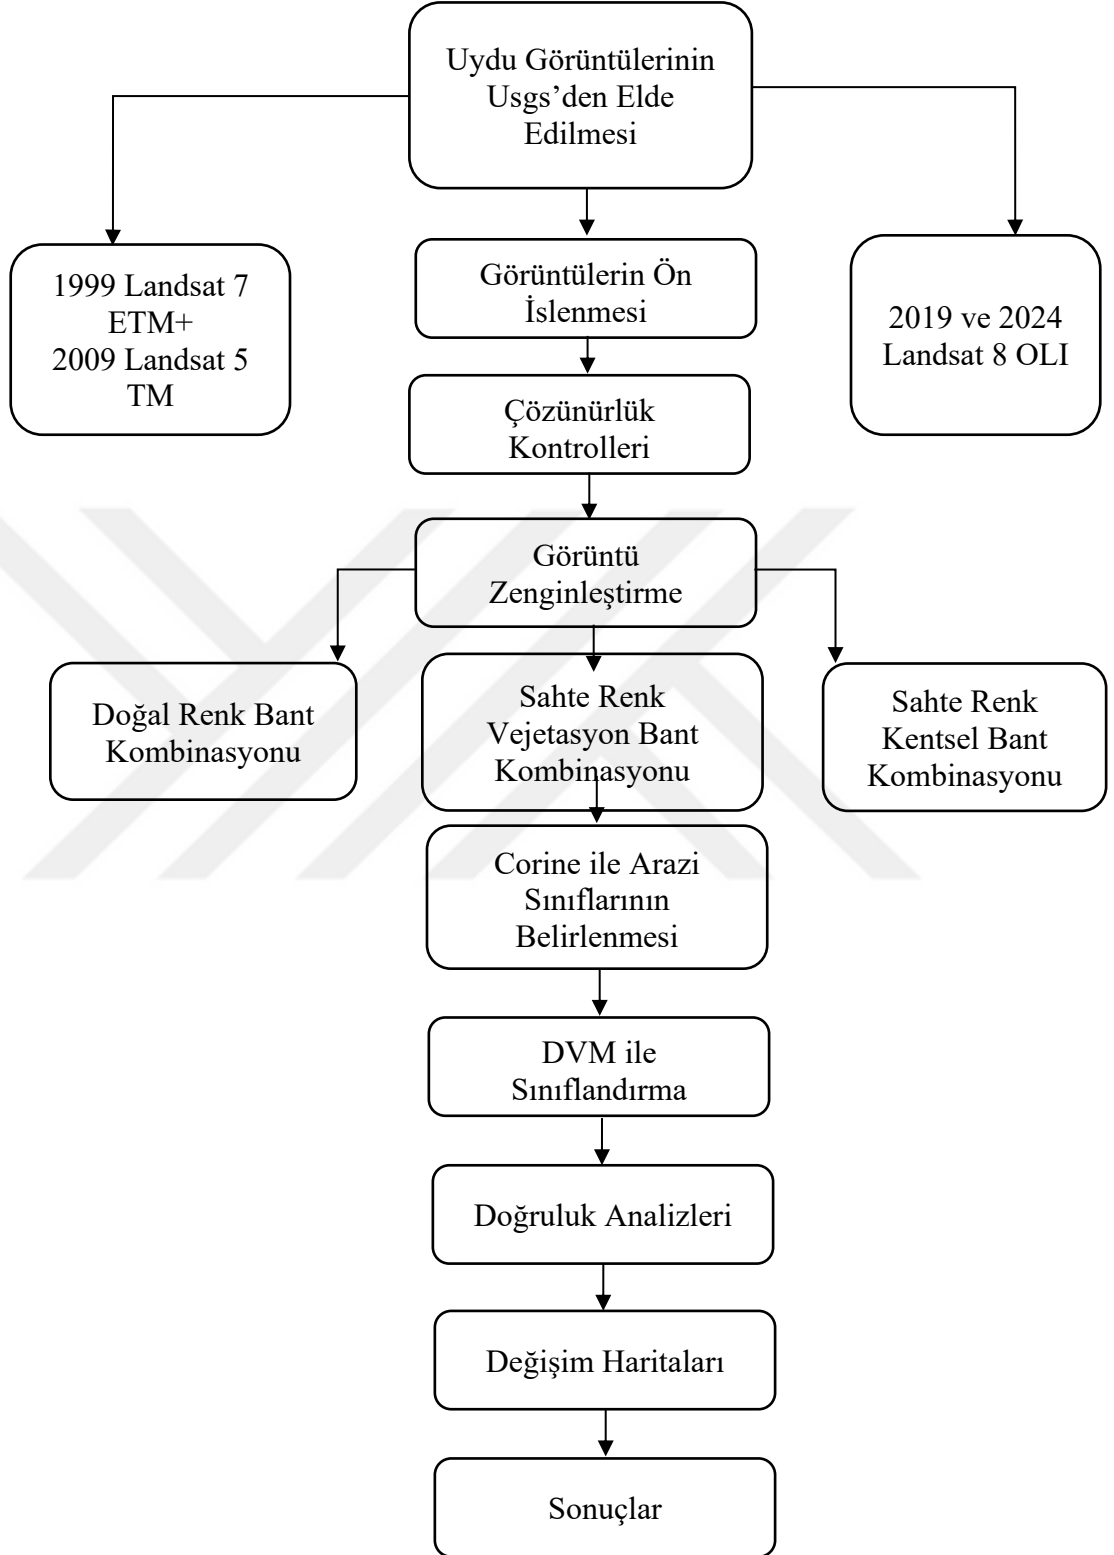 Uydu Görüntülerinin
Usgs’den Elde
Edilmesi
1999 Landsat 7
ETM+
2009 Landsat 5
TM
Görüntülerin Ön
İslenmesi
2019 ve 2024
Landsat 8 OLI
Çözünürlük
Kontrolleri
Görüntü
Zenginleştirme
Doğal Renk Bant
Kombinasyonu
Sahte Renk
Vejetasyon Bant
Kombinasyonu
Sahte Renk
Kentsel Bant
Kombinasyonu
Corine ile Arazi
Sınıflarının
Belirlenmesi
DVM ile
Sınıflandırma
Doğruluk Analizleri
Değişim Haritaları
Sonuçlar